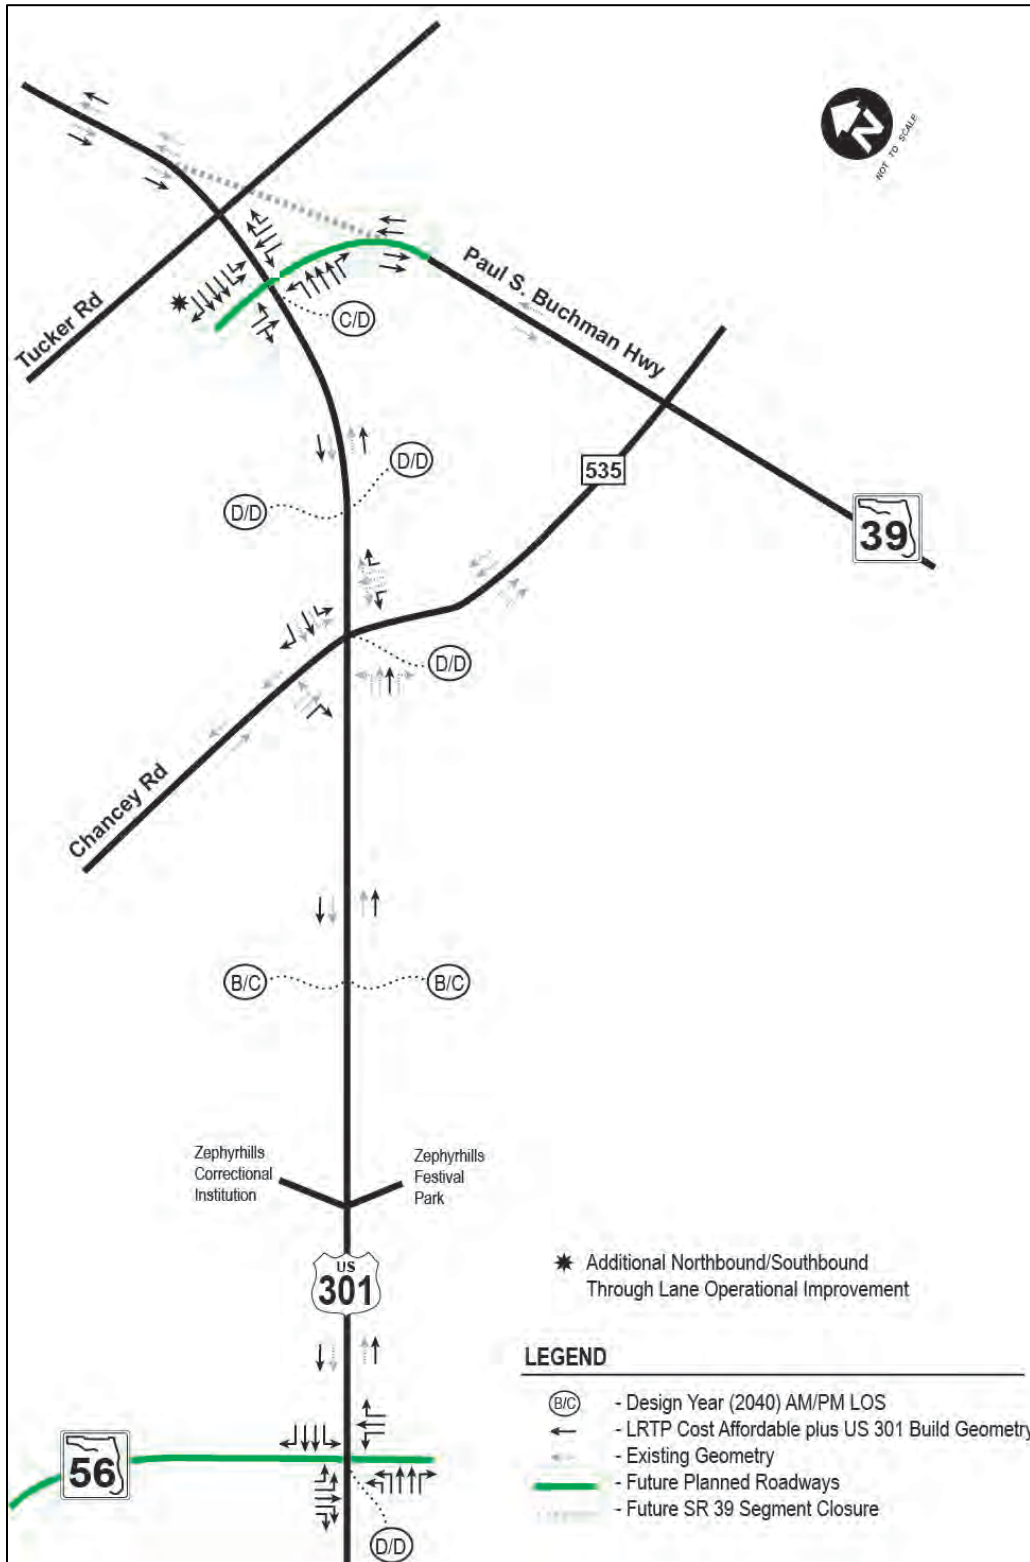 N
NOT TO SCALE
Tucker Rd
Paul S. Buchman Hwy
C/D
D/D
D/D
535
39
D/D
Chancey Rd
B/C
B/C
Zephyrhills
Correctional
Institution
Zephyrhills
Festival
Park
US
301
Additional Northbound/Southbound
Through Lane Operational Improvement
LEGEND
B/C - Design Year (2040) AM/PM LOS
- LRTP Cost Affordable plus US 301 Build Geometry
- Existing Geometry
- Future Planned Roadways
- Future SR 39 Segment Closure
56
D/D